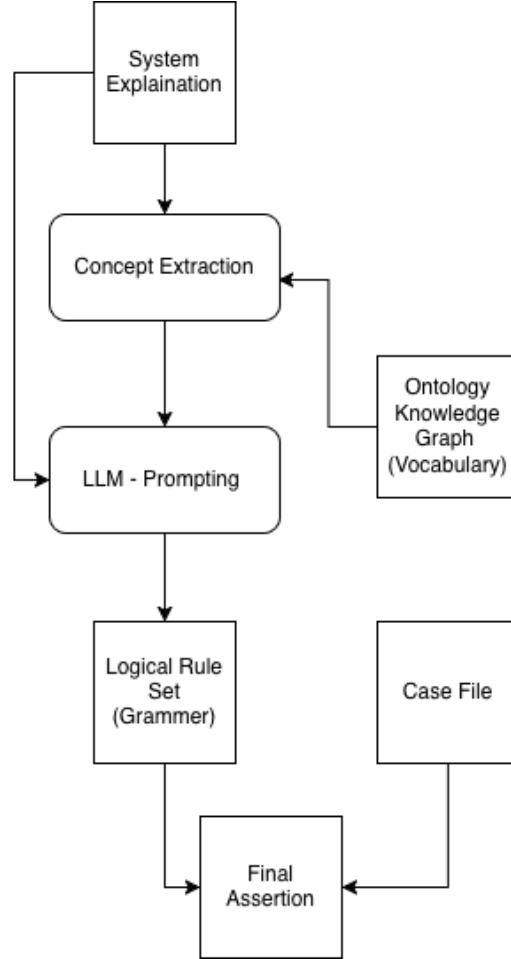 System
Explaination
Concept Extraction
Ontology
Knowledge
Graph
(Vocabulary)
LLM - Prompting
Logical Rule
Set
(Grammer)
Case File
Final
Assertion